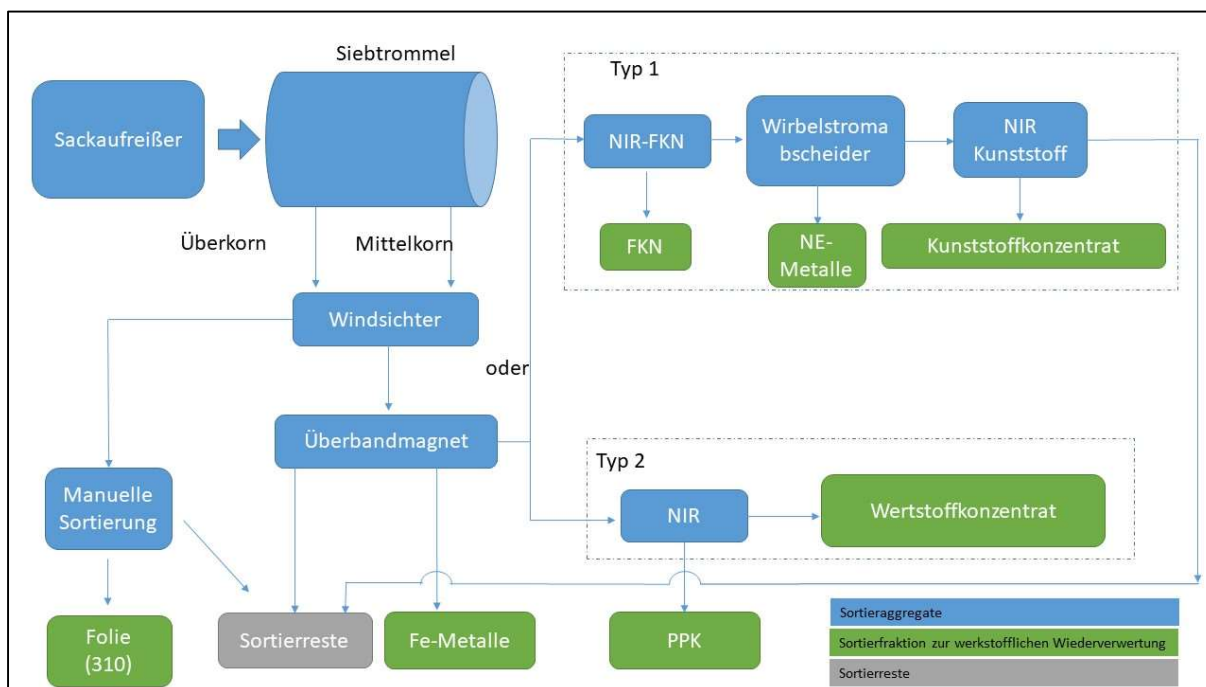 Siebtrommel
Sackaufreißer
Überkorn
Mittelkorn
Windsichter
oder
Überbandmagnet
Manuelle
Sortierung
Folie
(310)
Sortierreste
Fe-Metalle
Typ 1
NIR-FKN
Wirbelstroma
bscheider
NIR
Kunststoff
FKN
NE-
Metalle
Kunststoffkonzentrat
Typ 2
NIR
Wertstoffkonzentrat
PPK
Sortieraggregate
Sortierfraktion zur werkstofflichen Wiederverwertung
Sortierreste